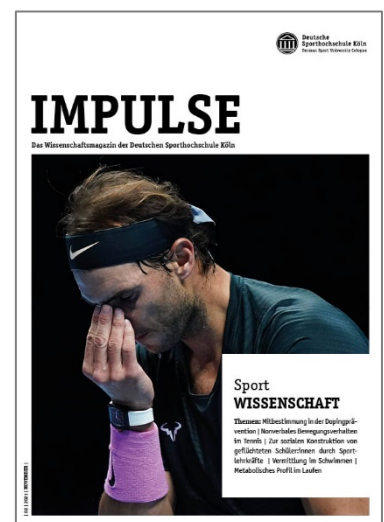 Deutsche
Sporthochschule Köln
German Sport University Cologne
IMPULSE
Das Wissenschaftsmagazin der Deutschen Sporthochschule Köln
Sport
WISSENSCHAFT
Themen: Mitbestimmung in der Dopingprä-
vention | Nonverbales Bewegungsverhalten
im Tennis | Zur sozialen Konstruktion von
geflüchteten Schüler:innen durch Sport-
lehrkräfte | Vermittlung im Schwimmen |
Metabolisches Profil im Laufen